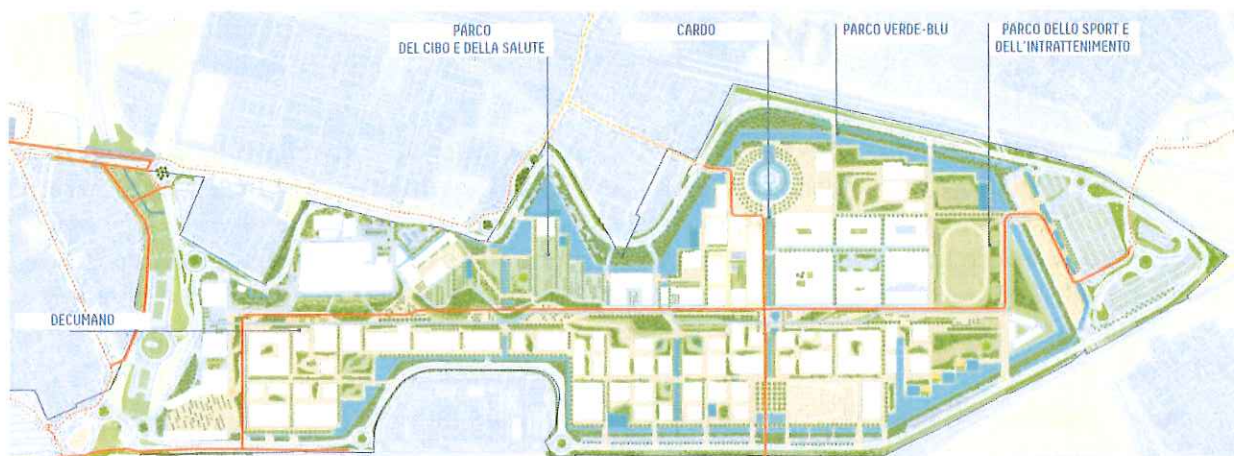 PARCO
DEL CIBO E DELLA SALUTE
CARDO
PARCO VERDE-BLU
PARCO DELLO SPORT E
DELL'INTRATTENIMENTO
DECUMANO